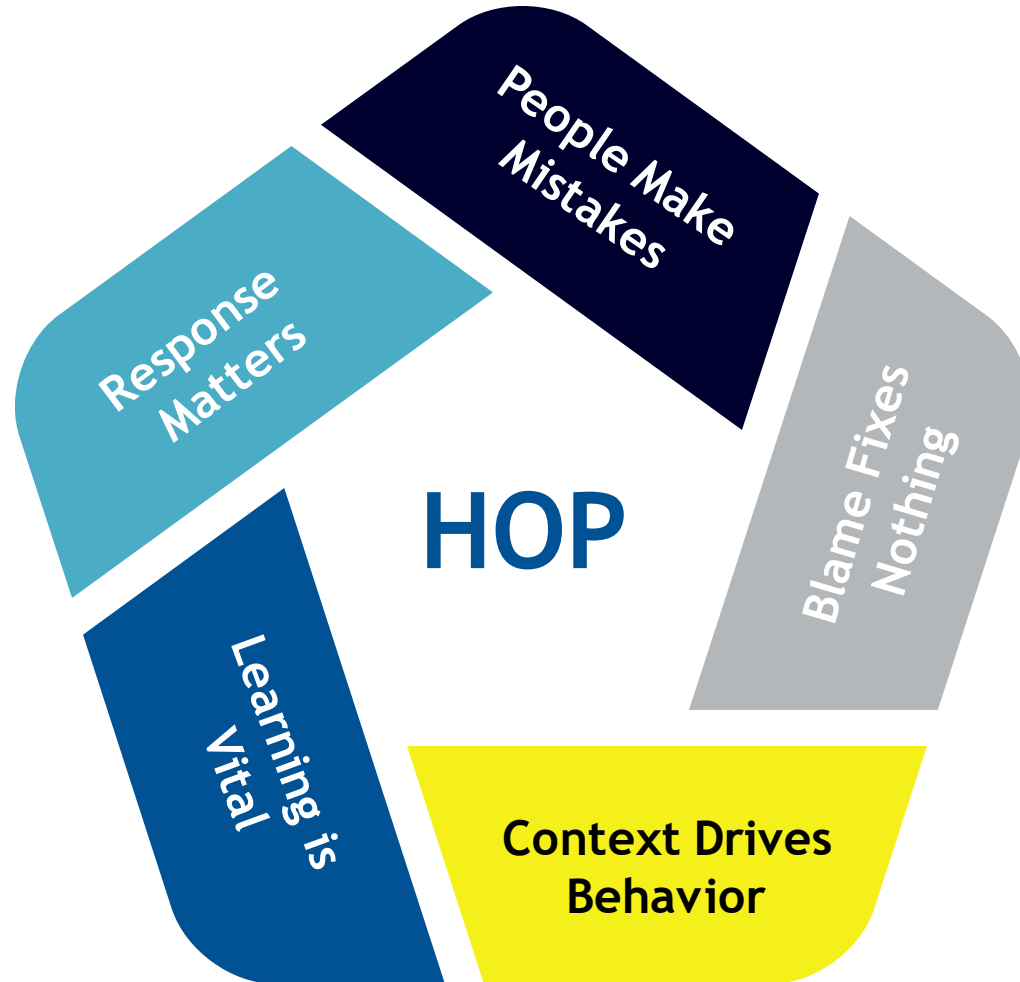 People Make
Mistakes
Blame Fixes
Nothing
Context Drives
Behavior
Learning is
Vital
Response
Matters
HOP